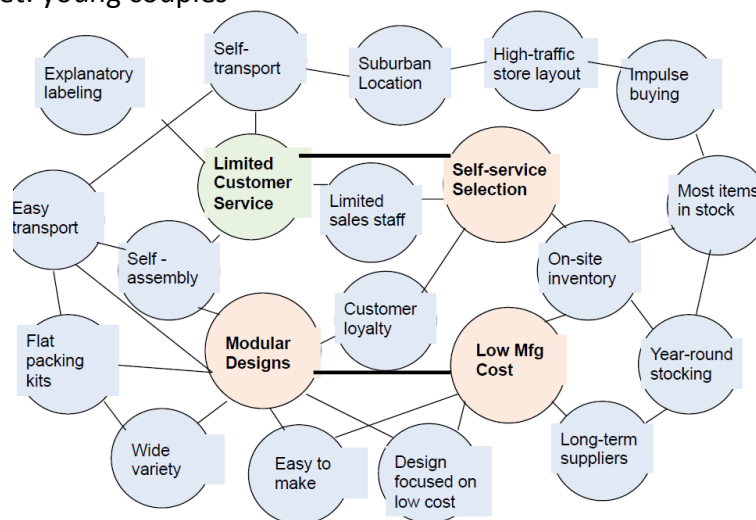 et: young couples
Explanatory
labeling
Self-
transport
Suburban
Location
High-traffic
store layout
Impulse
buying
Limited
Customer
Service
Limited
sales staff
Self-service
Selection
Most items
in stock
Easy
transport
Self -
assembly
On-site
inventory
Customer
loyalty
Flat
packing
kits
Modular
Designs
Low Mfg
Cost
Year-round
stocking
Wide
variety
Easy to
make
Design
focused on
low cost
Long-term
suppliers